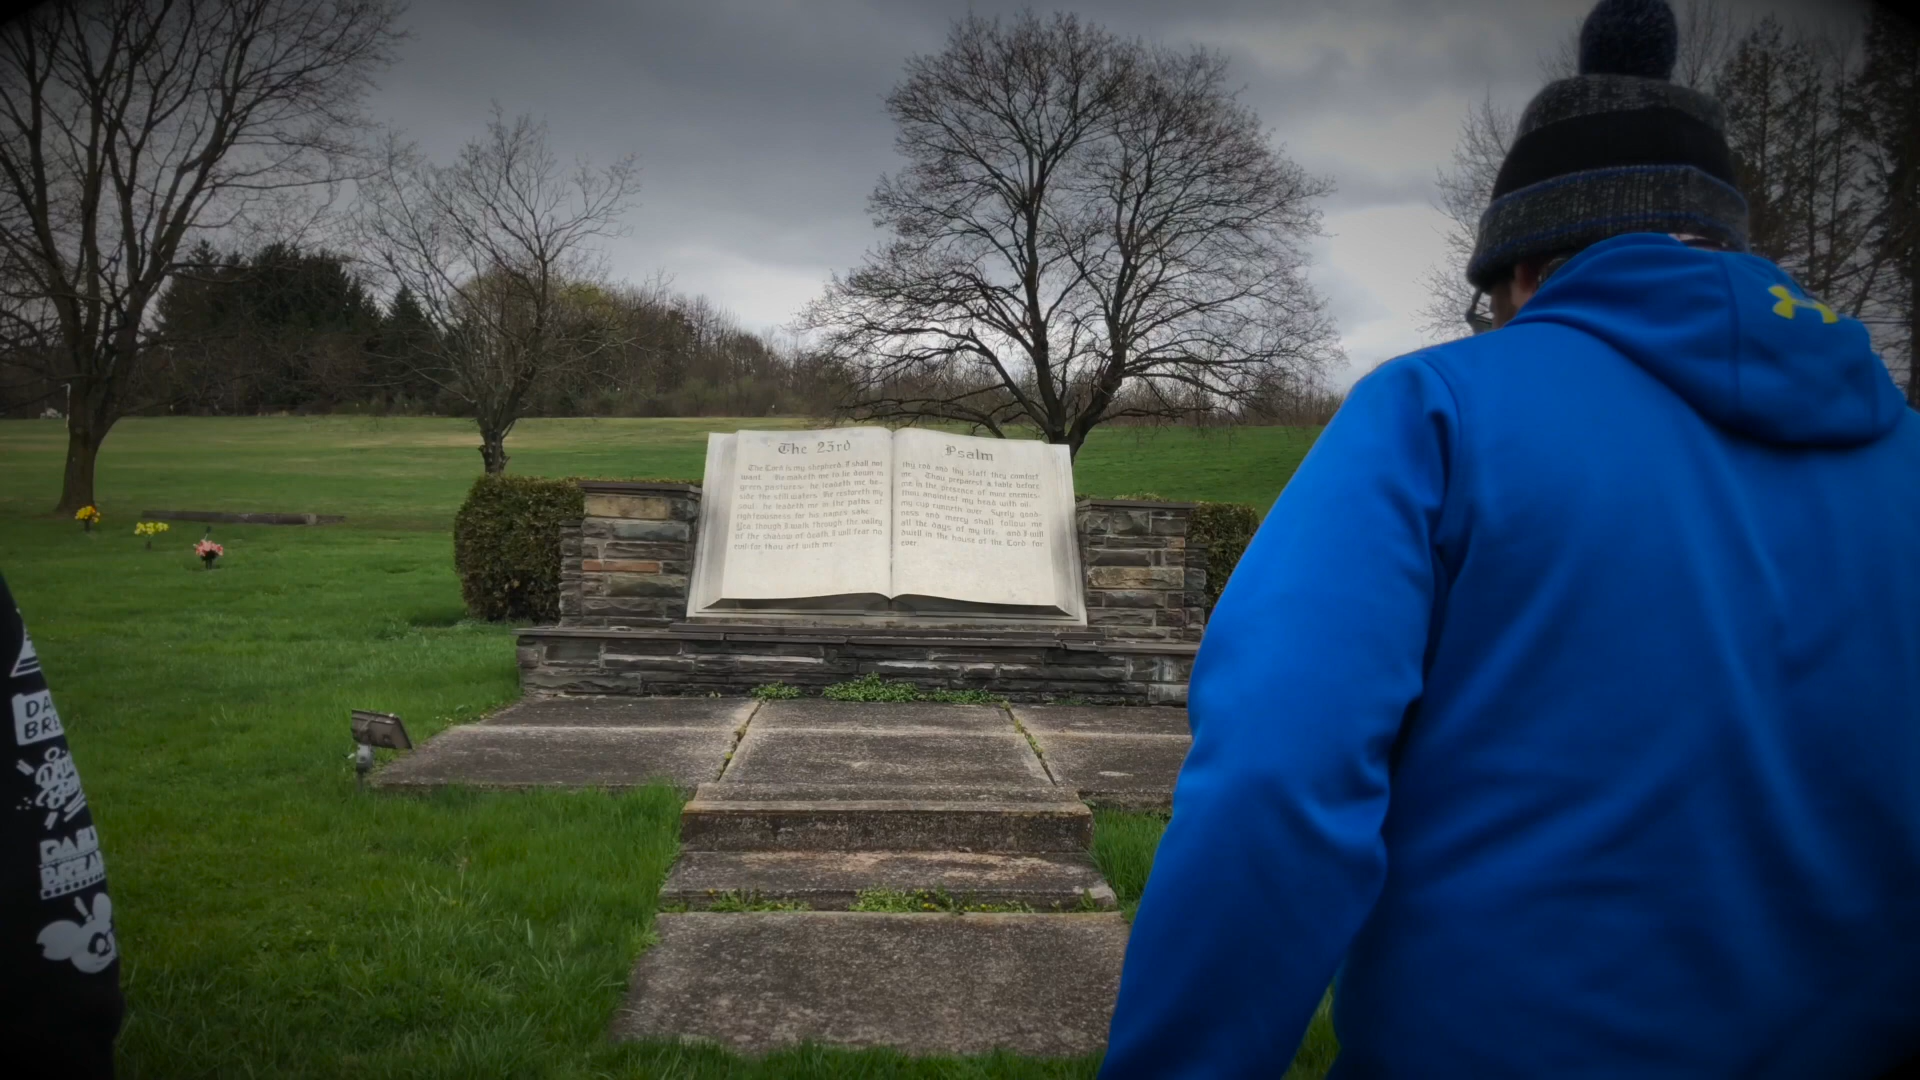 The 23rd
The Lord is my shepherd, I shall not
want. He maketh me to lie down in
green pastures: he leadeth me be-
side the still waters. He restoreth my
soul: he leadeth me in the paths of
righteousness for his names sake.
Yea, though I walk through the valley
of the shadow of death, I will fear no
evil: for thou art with me
Psalm
thy rod and thy staff they comfort
me. Thou preparest a table before
me in the presence of mine enemies:
thou anointest my head with oil:
my cup runneth over. Surely good-
ness and mercy shall follow me
all the days of my life: and I will
dwell in the house of the Lord for
ever.
DA
BRE
BREA